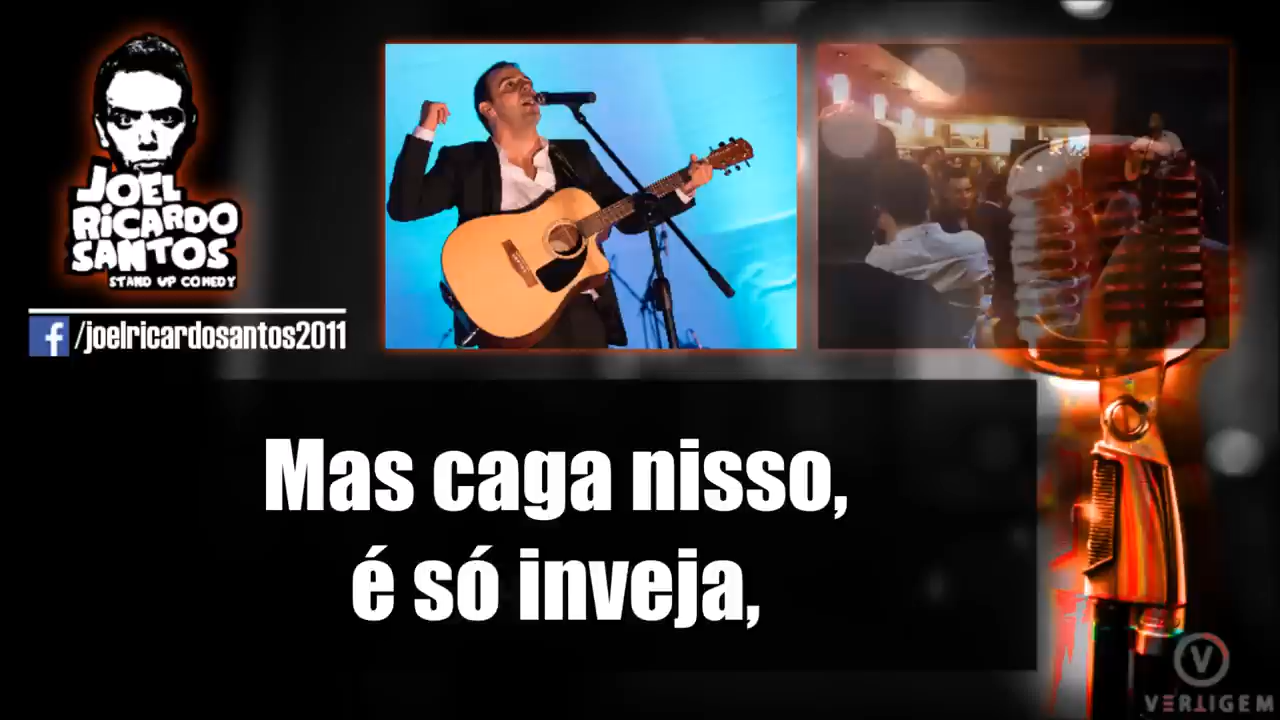 JOEL
RICARDO
SANTOS
STAND UP COMEDY
f /joelricardosantos2011
Mas caga nisso,
é só inveja,
V
VERTIGEM